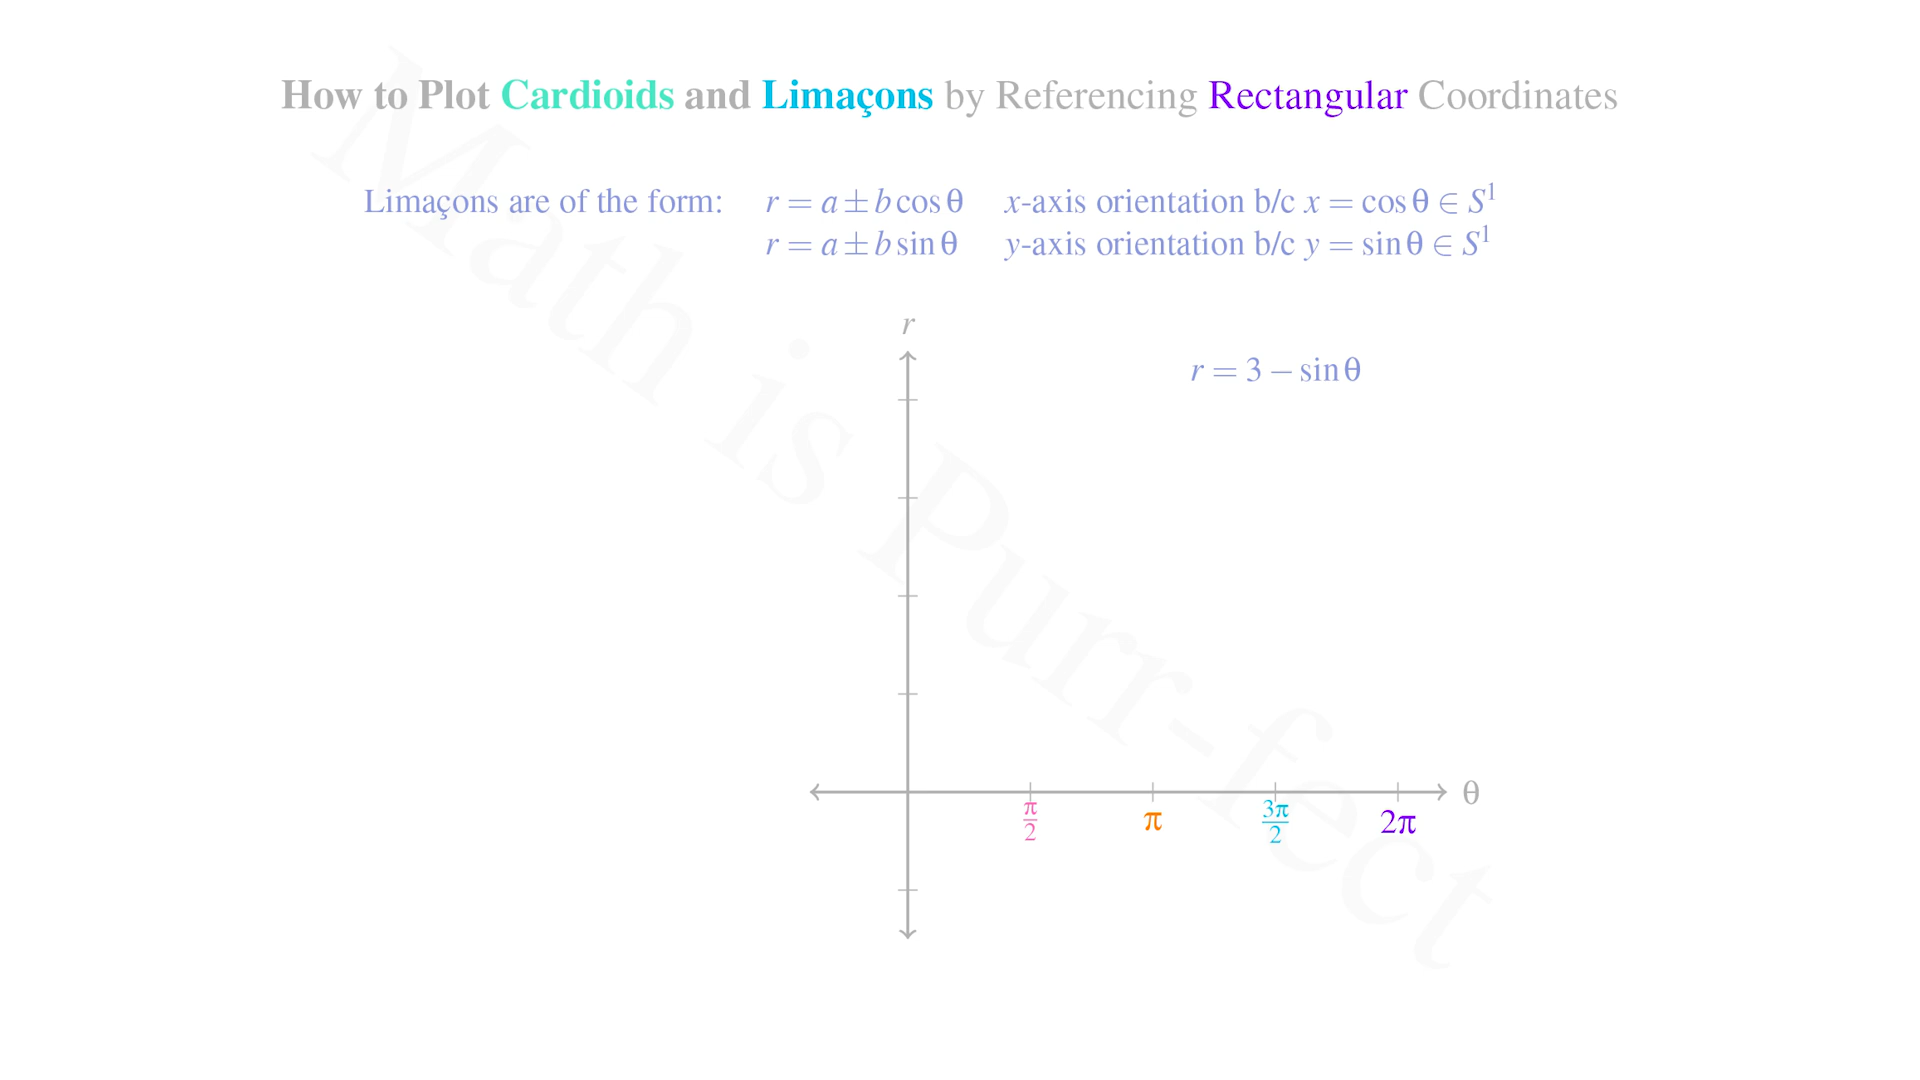 How to Plot Cardioids and Limaçons by Referencing Rectangular Coordinates
Limaçons are of the form: r = a ± b cos θ x-axis orientation b/c x = cos θ ∈ S¹
r = a ± b sin θ y-axis orientation b/c y = sin θ ∈ S¹
r
r = 3 − sin θ
θ
π/2 π 3π/2 2π
Math is Purr-fect